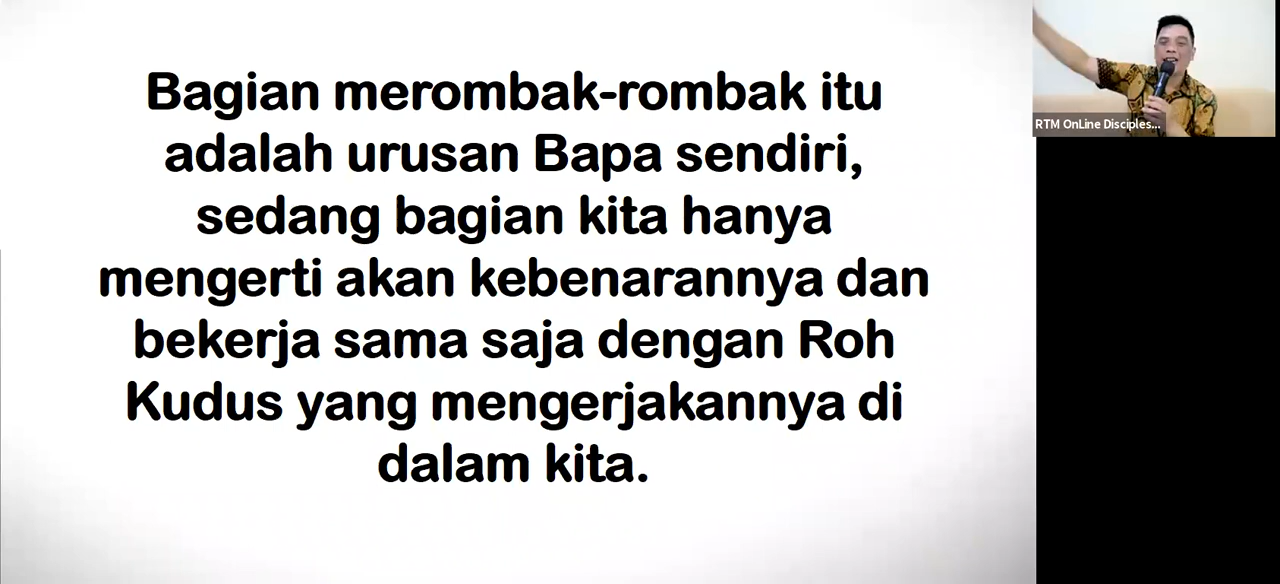 Bagian merombak-rombak itu
adalah urusan Bapa sendiri,
sedang bagian kita hanya
mengerti akan kebenarannya dan
bekerja sama saja dengan Roh
Kudus yang mengerjakannya di
dalam kita.
RTM OnLine Disciples...